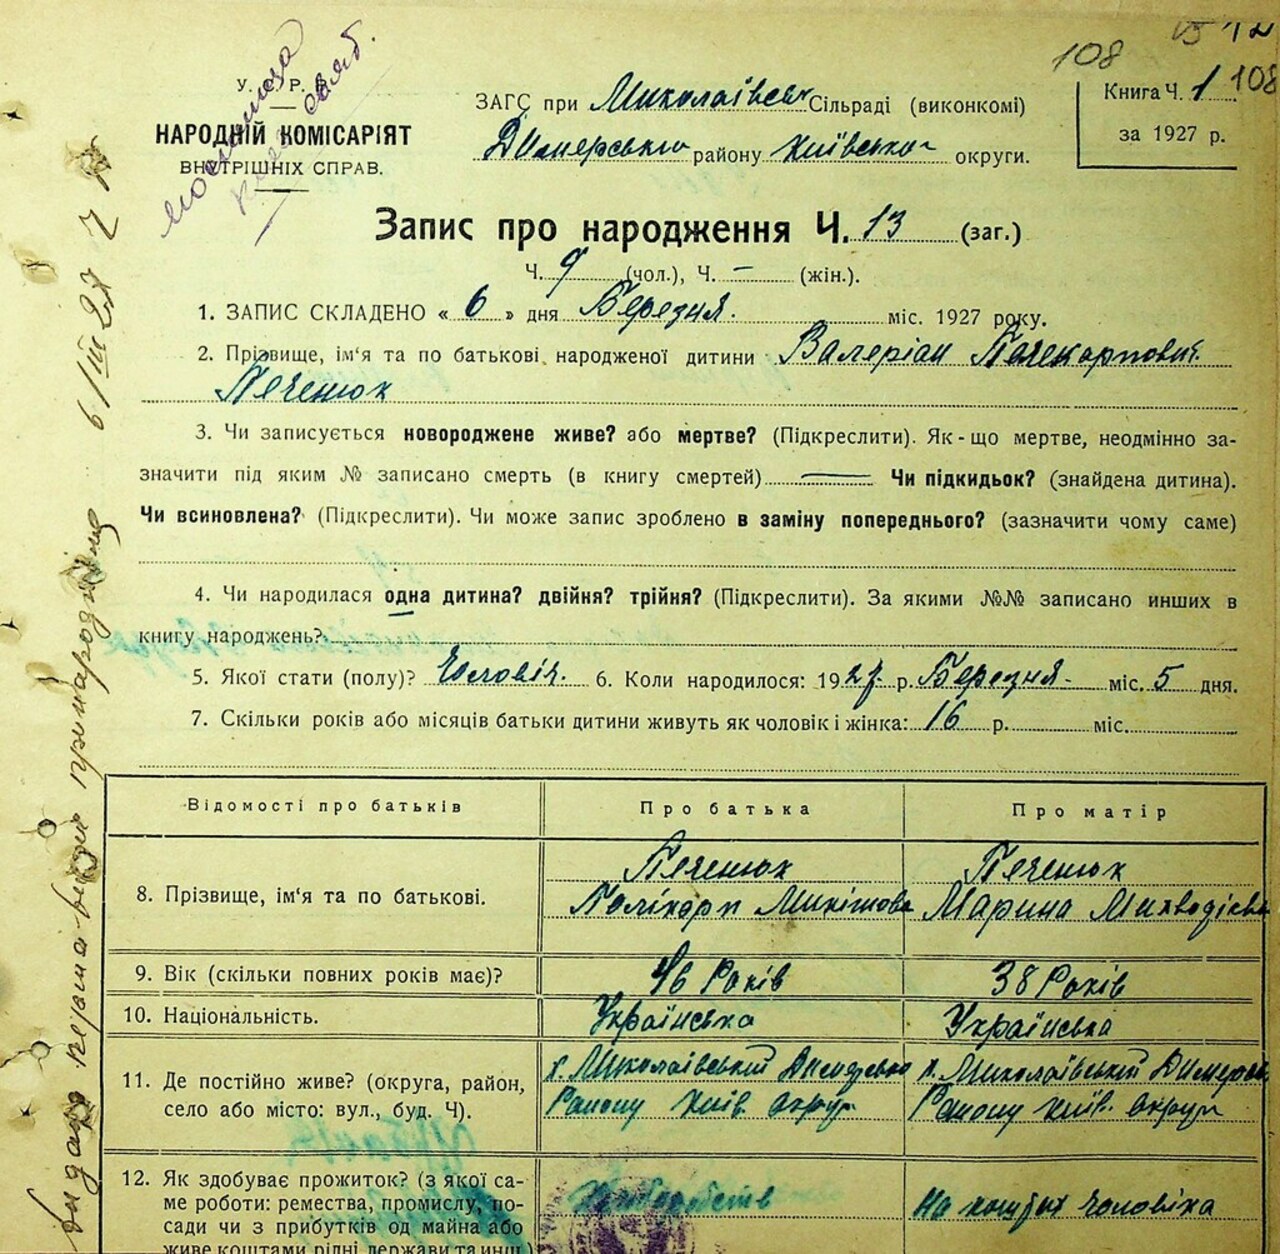 108
108
У. Р.
НАРОДНІЙ КОМІСАРІЯТ
ВНУТРІШНІХ СПРАВ.
ЗАГС при Миколаївськ Сільраді (виконкомі)
Димерського району Київської округи.
Книга Ч. 1
за 1927 р.
Запис про народження Ч. 13 (заг.)
Ч. 9 (чол.), Ч. – (жін.).
1. ЗАПИС СКЛАДЕНО « 6 » дня Березня. міс. 1927 року.
2. Прізвище, ім'я та по батькові народженої дитини Валеріан
Печенюк
3. Чи записується новороджене живе? або мертве? (Підкреслити). Як-що мертве, неодмінно за-
значити під яким № записано смерть (в книгу смертей) Чи підкидьок? (знайдена дитина).
Чи всиновлена? (Підкреслити). Чи може запис зроблено в заміну попереднього? (зазначити чому саме)
4. Чи народилася одна дитина? двійня? трійня? (Підкреслити). За якими №№ записано инших в
книгу народжень?
5. Якої стати (полу)? Чоловіч. 6. Коли народилося: 1927 р. Березня міс. 5 дня.
7. Скільки років або місяців батьки дитини живуть як чоловік і жінка: 16 р. міс.
Відомості про батьків Про батька Про матір
8. Прізвище, ім'я та по батькові.
Печенюк Печенюк
Полікарп Марина
9. Вік (скільки повних років має)? 46 Років 38 Років
10. Національність. Українська Українська
11. Де постійно живе? (округа, район,
село або місто: вул., буд. Ч).
х. Миколаївський х. Миколаївський
Району Київ. округи Району Київ. округи
12. Як здобуває прожиток? (з якої са-
ме роботи: ремества, промислу, по-
сади чи з прибутків од майна або
живе коштами рідні, держави та инш.)
На коштах чоловіка
6/III 27